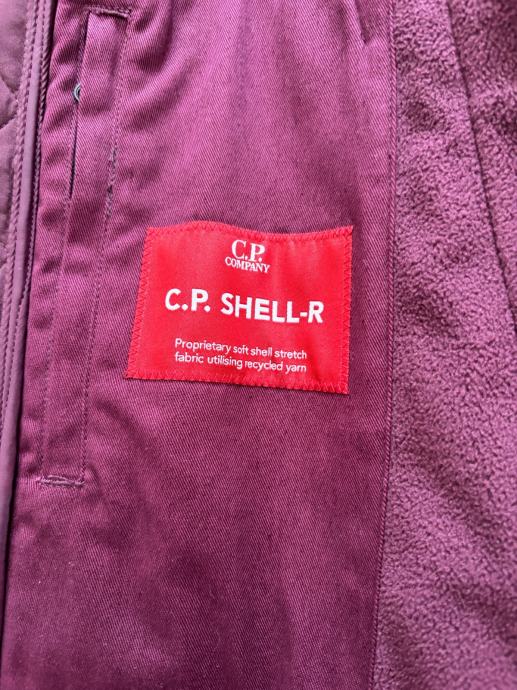 C.P.
COMPANY
C.P. SHELL-R
Proprietary soft shell stretch
fabric utilising recycled yarn